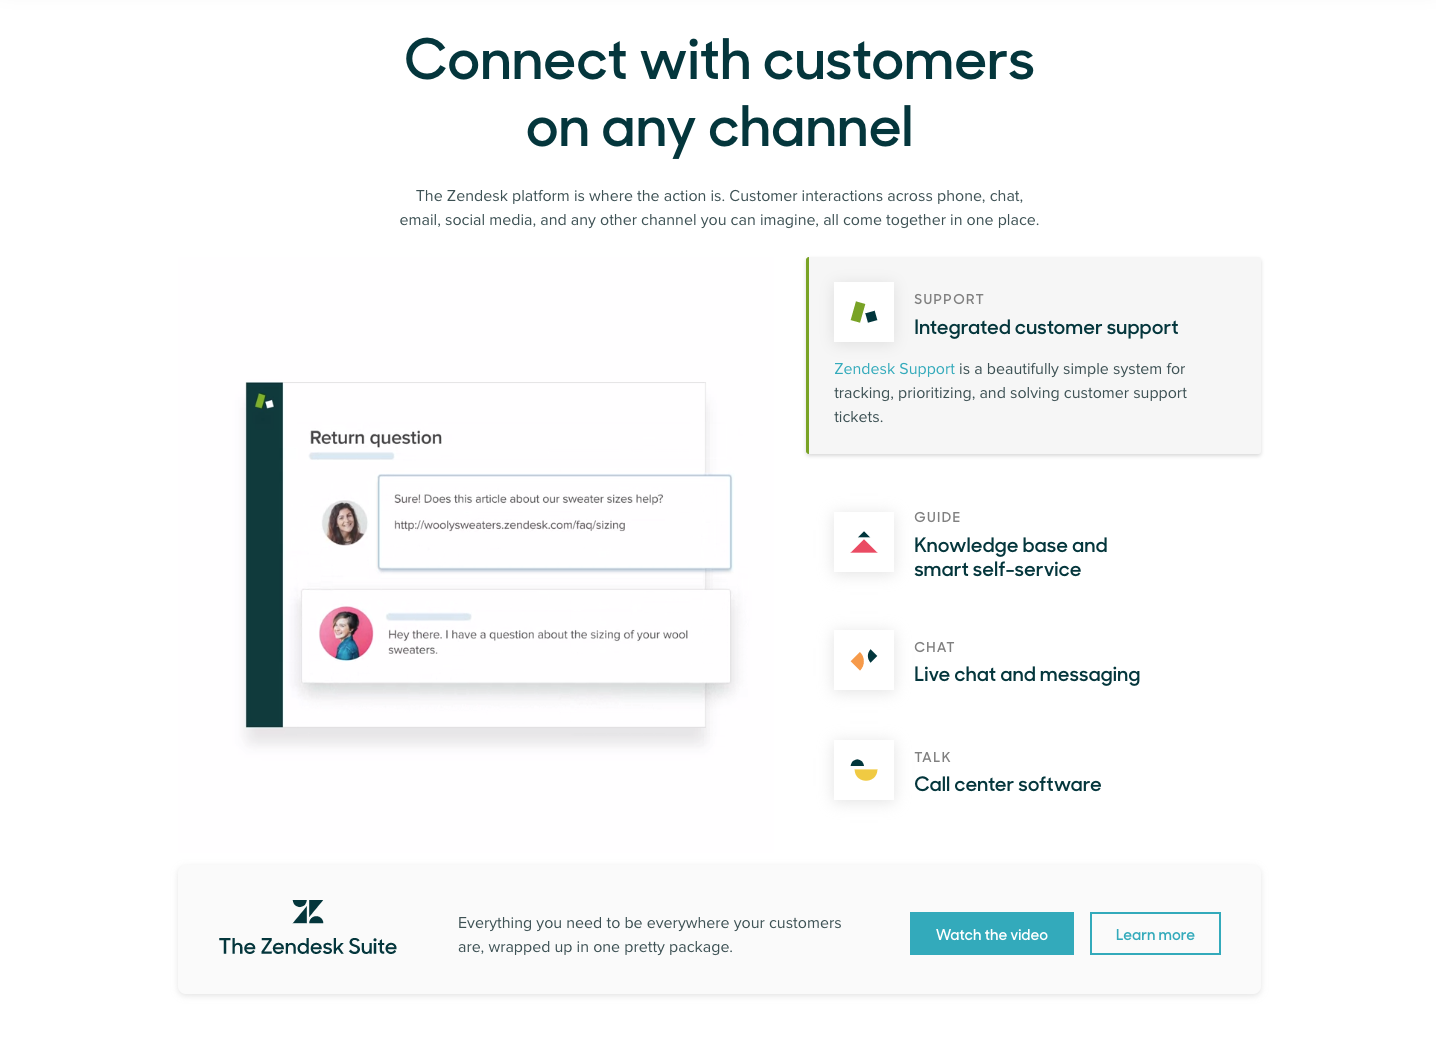 Connect with customers
on any channel
The Zendesk platform is where the action is. Customer interactions across phone, chat,
email, social media, and any other channel you can imagine, all come together in one place.
Return question
Sure! Does this article about our sweater sizes help?
http://woolysweaters.zendesk.com/faq/sizing
Hey there. I have a question about the sizing of your wool
sweaters.
SUPPORT
Integrated customer support
Zendesk Support is a beautifully simple system for
tracking, prioritizing, and solving customer support
tickets.
GUIDE
Knowledge base and
smart self-service
CHAT
Live chat and messaging
TALK
Call center software
The Zendesk Suite
Everything you need to be everywhere your customers
are, wrapped up in one pretty package.
Watch the video
Learn more